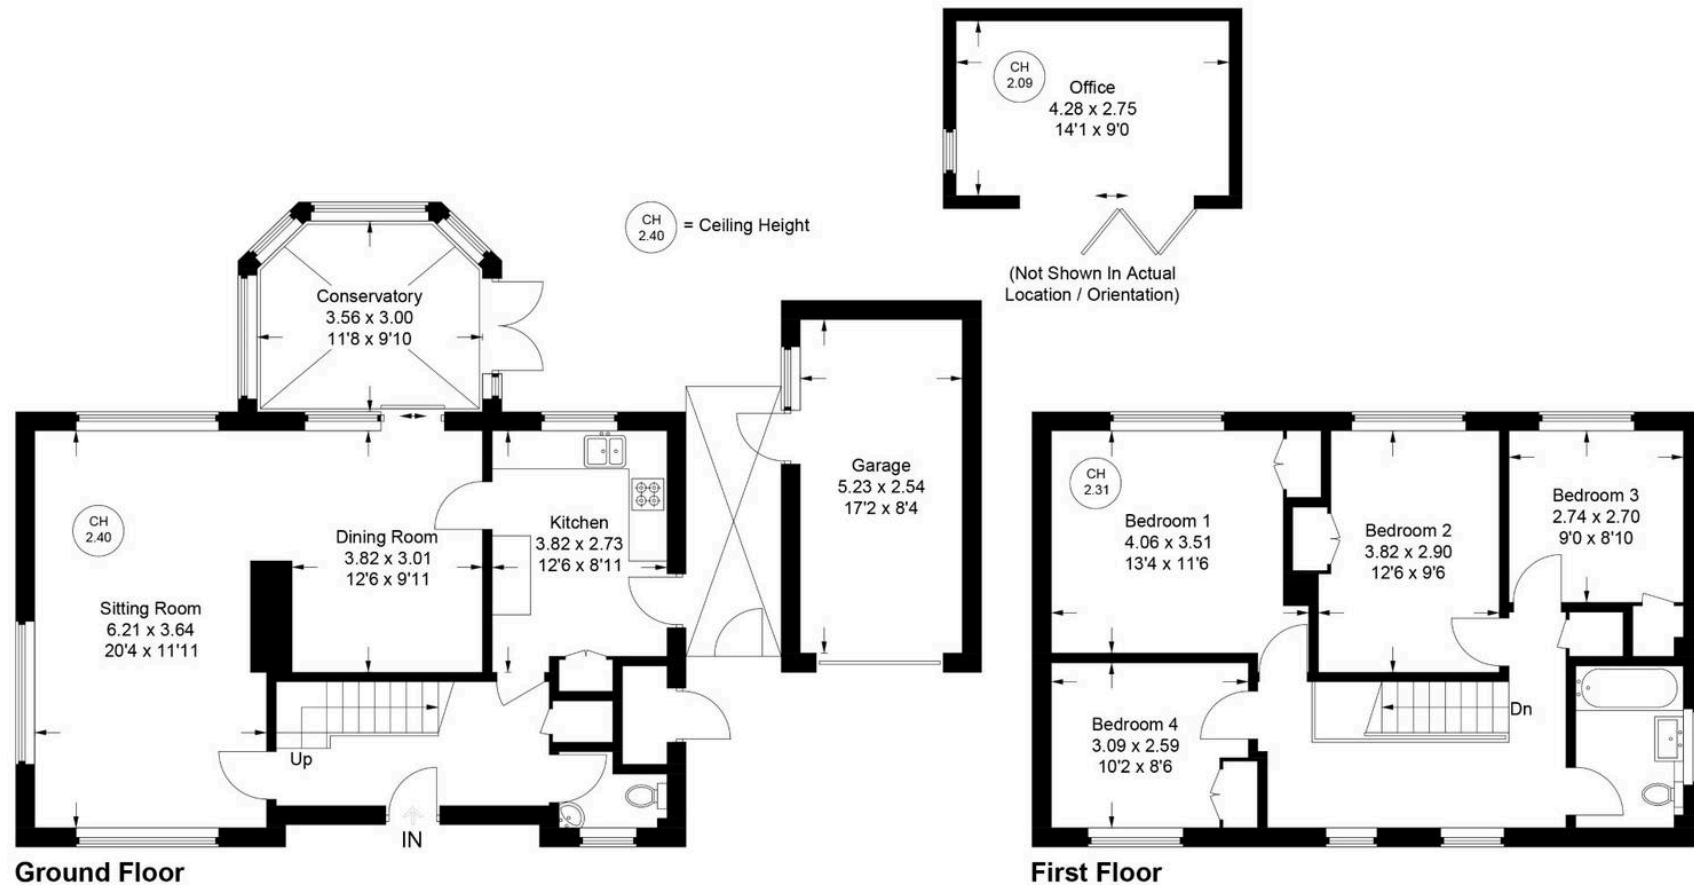 CH
2.09
Office
4.28 x 2.75
14'1 x 9'0
(Not Shown In Actual
Location / Orientation)
CH
2.40
= Ceiling Height
Conservatory
3.56 x 3.00
11'8 x 9'10
CH
2.40
Sitting Room
6.21 x 3.64
20'4 x 11'11
Dining Room
3.82 x 3.01
12'6 x 9'11
Kitchen
3.82 x 2.73
12'6 x 8'11
Garage
5.23 x 2.54
17'2 x 8'4
Up
IN
Ground Floor
CH
2.31
Bedroom 1
4.06 x 3.51
13'4 x 11'6
Bedroom 2
3.82 x 2.90
12'6 x 9'6
Bedroom 3
2.74 x 2.70
9'0 x 8'10
Bedroom 4
3.09 x 2.59
10'2 x 8'6
Dn
First Floor